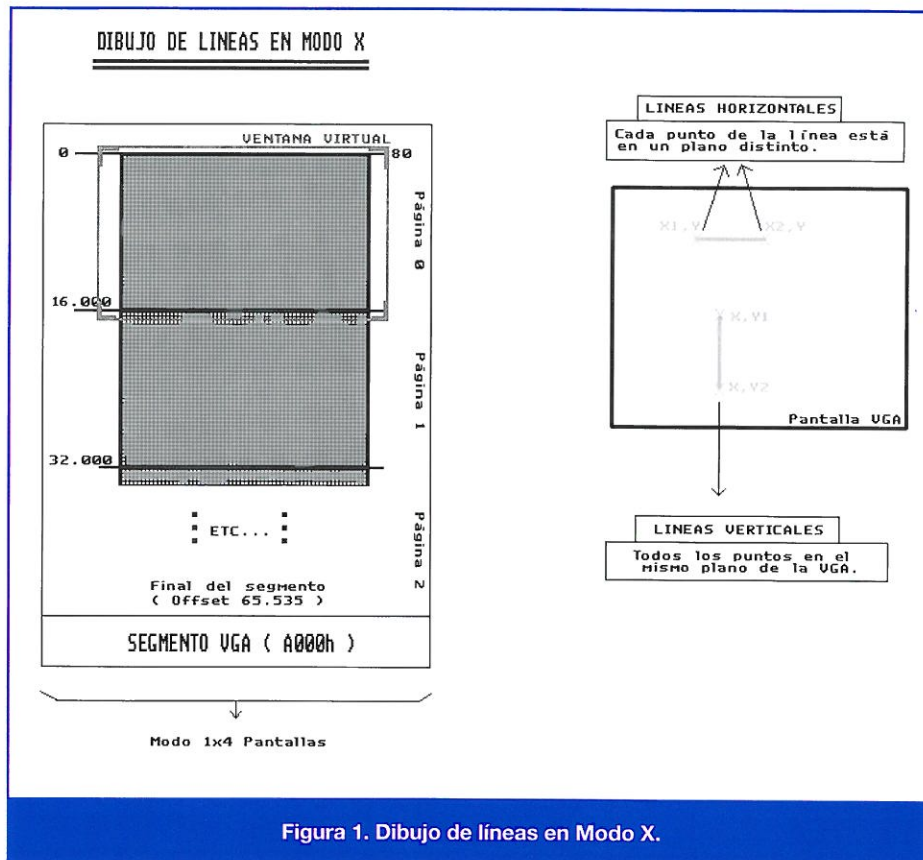 DIBUJO DE LINEAS EN MODO X
VENTANA VIRTUAL
0
80
Página 0
16.000
Página 1
32.000
ETC...
Página 2
Final del segmento
( Offset 65.535 )
SEGMENTO VGA ( A000h )
Modo 1x4 Pantallas
LINEAS HORIZONTALES
Cada punto de la línea está
en un plano distinto.
X1,Y
X2,Y
X,Y1
X,Y2
Pantalla VGA
LINEAS VERTICALES
Todos los puntos en el
mismo plano de la VGA.
Figura 1. Dibujo de líneas en Modo X.